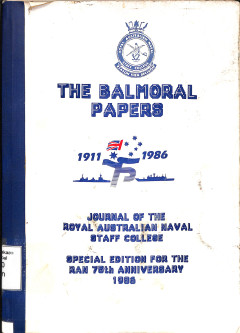 THE BALMORAL
PAPERS
1911 1986
JOURNAL OF THE
ROYAL AUSTRALIAN NAVAL
STAFF COLLEGE
SPECIAL EDITION FOR THE
RAN 75th ANNIVERSARY
1986